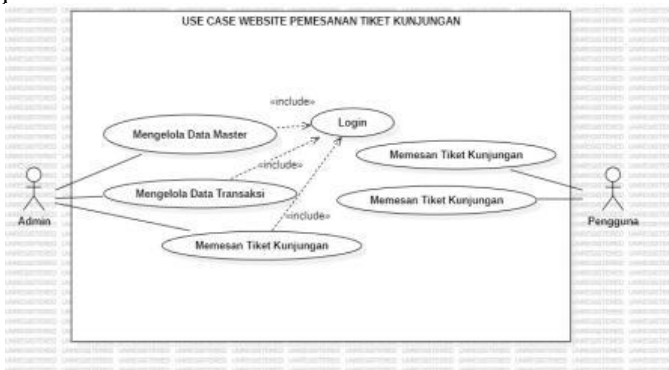 USE CASE WEBSITE PEMESANAN TIKET KUNJUNGAN
«include»
Login
Mengelola Data Master
Memesan Tiket Kunjungan
«include»
Mengelola Data Transaksi
Memesan Tiket Kunjungan
Admin
Pengguna
«include»
Memesan Tiket Kunjungan